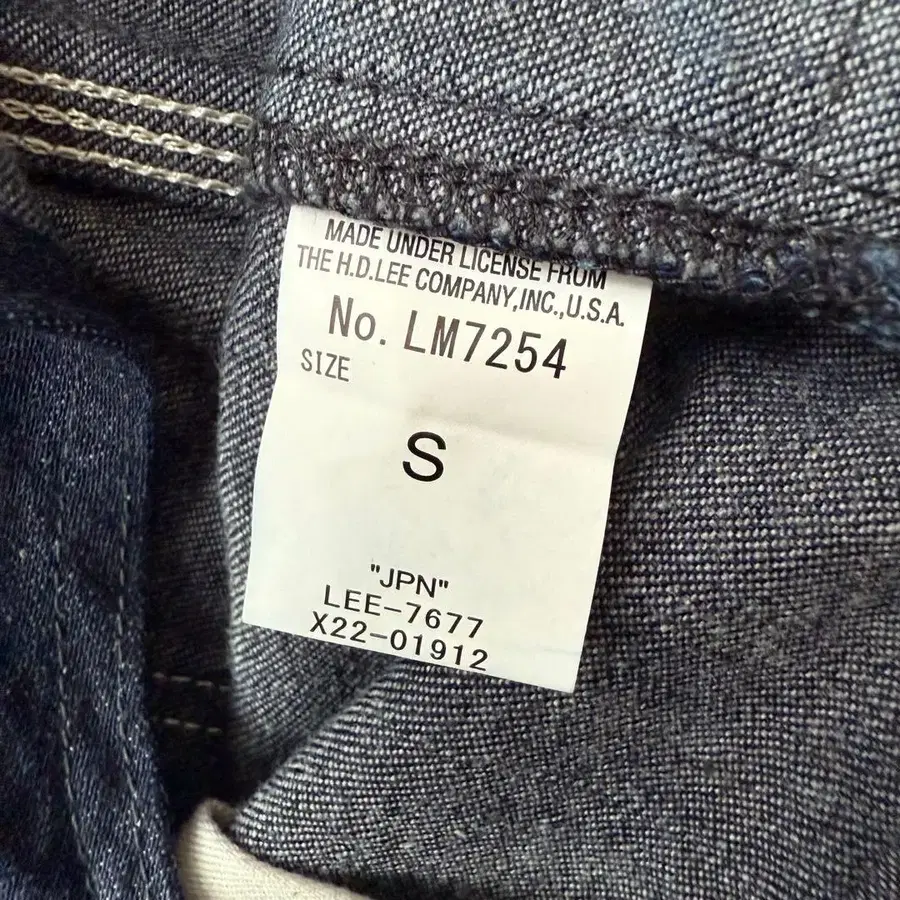 MADE UNDER LICENSE FROM
THE H.D.LEE COMPANY,INC.,U.S.A.
No. LM7254
SIZE
S
"JPN"
LEE-7677
X22-01912